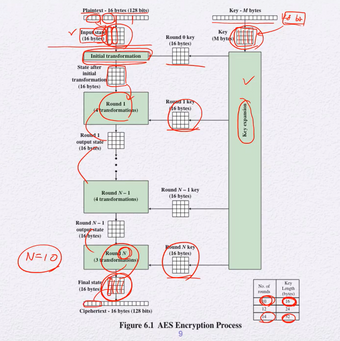 Plaintext - 16 bytes (128 bits)
Key - M bytes
Input state
(16 bytes)
Round 0 key
(16 bytes)
Key
(M bytes)
Initial transformation
State after
initial
transformation
(16 bytes)
Round 1
(4 transformations)
Round 1 key
(16 bytes)
Key expansion
Round 1
output state
(16 bytes)
Round N – 1
(4 transformations)
Round N – 1 key
(16 bytes)
Round N – 1
output state
(16 bytes)
N=10
Round N
(3 transformations)
Round N key
(16 bytes)
Final state
(16 bytes)
No. of
rounds
Key
Length
(bytes)
10 16
12 24
14 32
Ciphertext - 16 bytes (128 bits)
Figure 6.1 AES Encryption Process
9